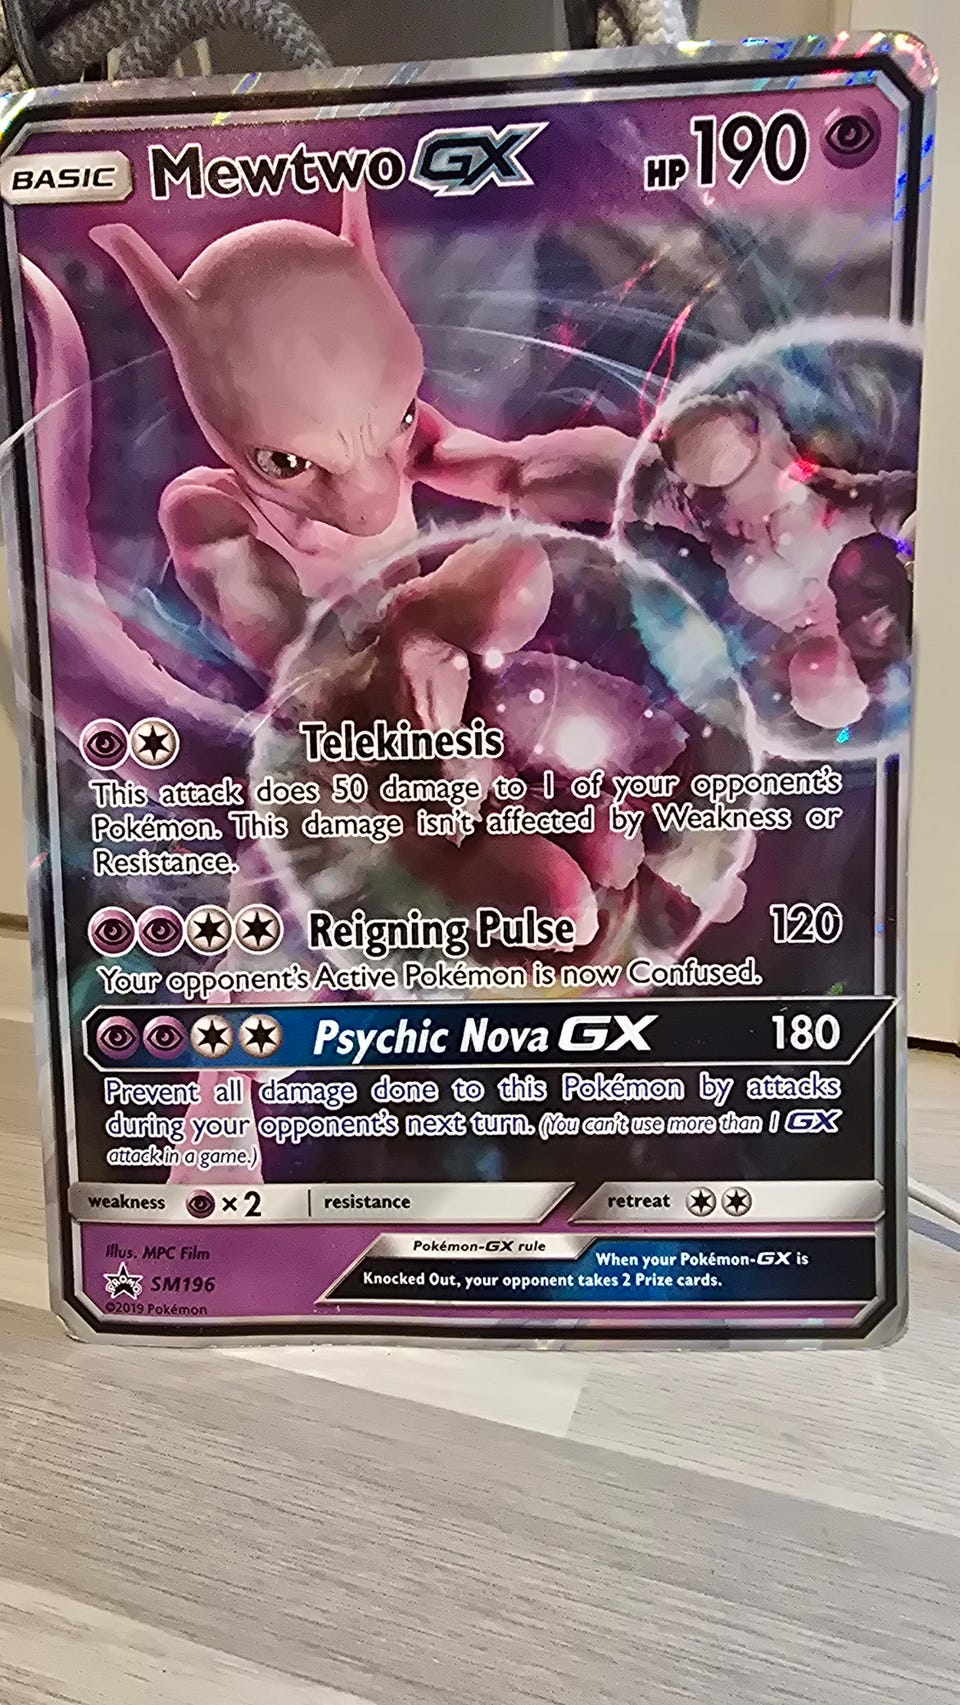 BASIC Mewtwo GX HP 190
Telekinesis
This attack does 50 damage to 1 of your opponent's
Pokémon. This damage isn't affected by Weakness or
Resistance.
Reigning Pulse 120
Your opponent's Active Pokémon is now Confused.
Psychic Nova GX 180
Prevent all damage done to this Pokémon by attacks
during your opponent's next turn. (You can't use more than 1 GX
attack in a game.)
weakness ×2 resistance retreat
Illus. MPC Film
Pokémon-GX rule
When your Pokémon-GX is
Knocked Out, your opponent takes 2 Prize cards.
PROMO SM196
©2019 Pokémon